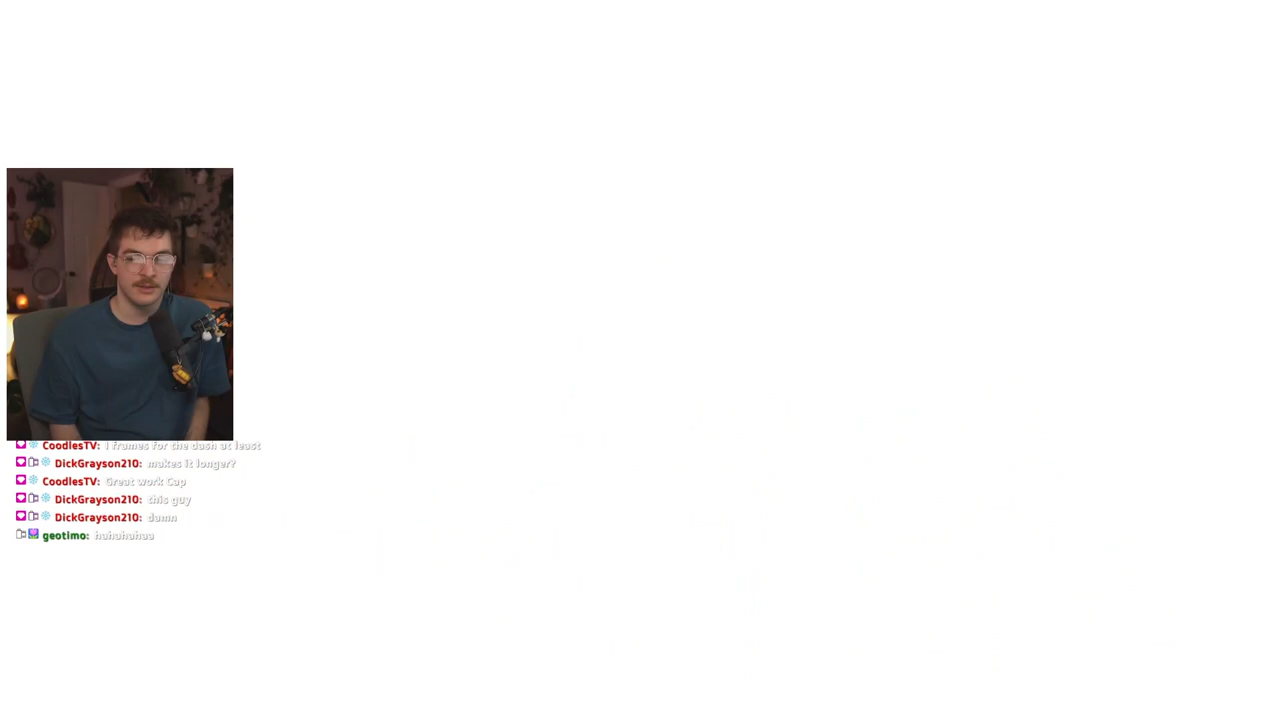 CoodlesTV: I frames for the dash at least
DickGrayson210: makes it longer?
CoodlesTV: Great work Cap
DickGrayson210: this guy
DickGrayson210: damn
geotimo: huhuhuhuu